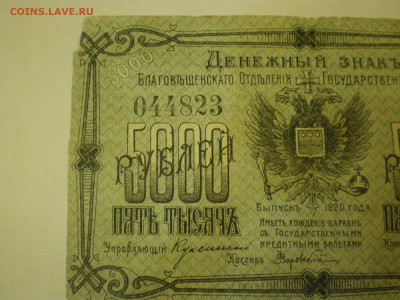 COINS.LAVE.RU
ДЕНЕЖНЫЙ ЗНАКЪ
БЛАГОВѢЩЕНСКАГО ОТДѢЛЕНІЯ ГОСУДАРСТВЕН
5000
044823
5000
РУБЛЕЙ
ПЯТЬ ТЫСЯЧЪ
ВЫПУСКЪ 1920 ГОДА
ИМѢЕТЪ ХОЖДЕНІЕ НАРАВНѢ
СЪ ГОСУДАРСТВЕННЫМИ
КРЕДИТНЫМИ БИЛЕТАМИ
Управляющій
Кассиръ